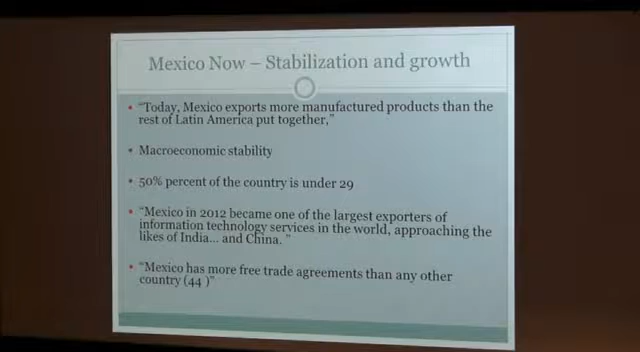 Mexico Now – Stabilization and growth
• "Today, Mexico exports more manufactured products than the
rest of Latin America put together,"
• Macroeconomic stability
• 50% percent of the country is under 29
• "Mexico in 2012 became one of the largest exporters of
information technology services in the world, approaching the
likes of India... and China. "
• "Mexico has more free trade agreements than any other
country (44 )"